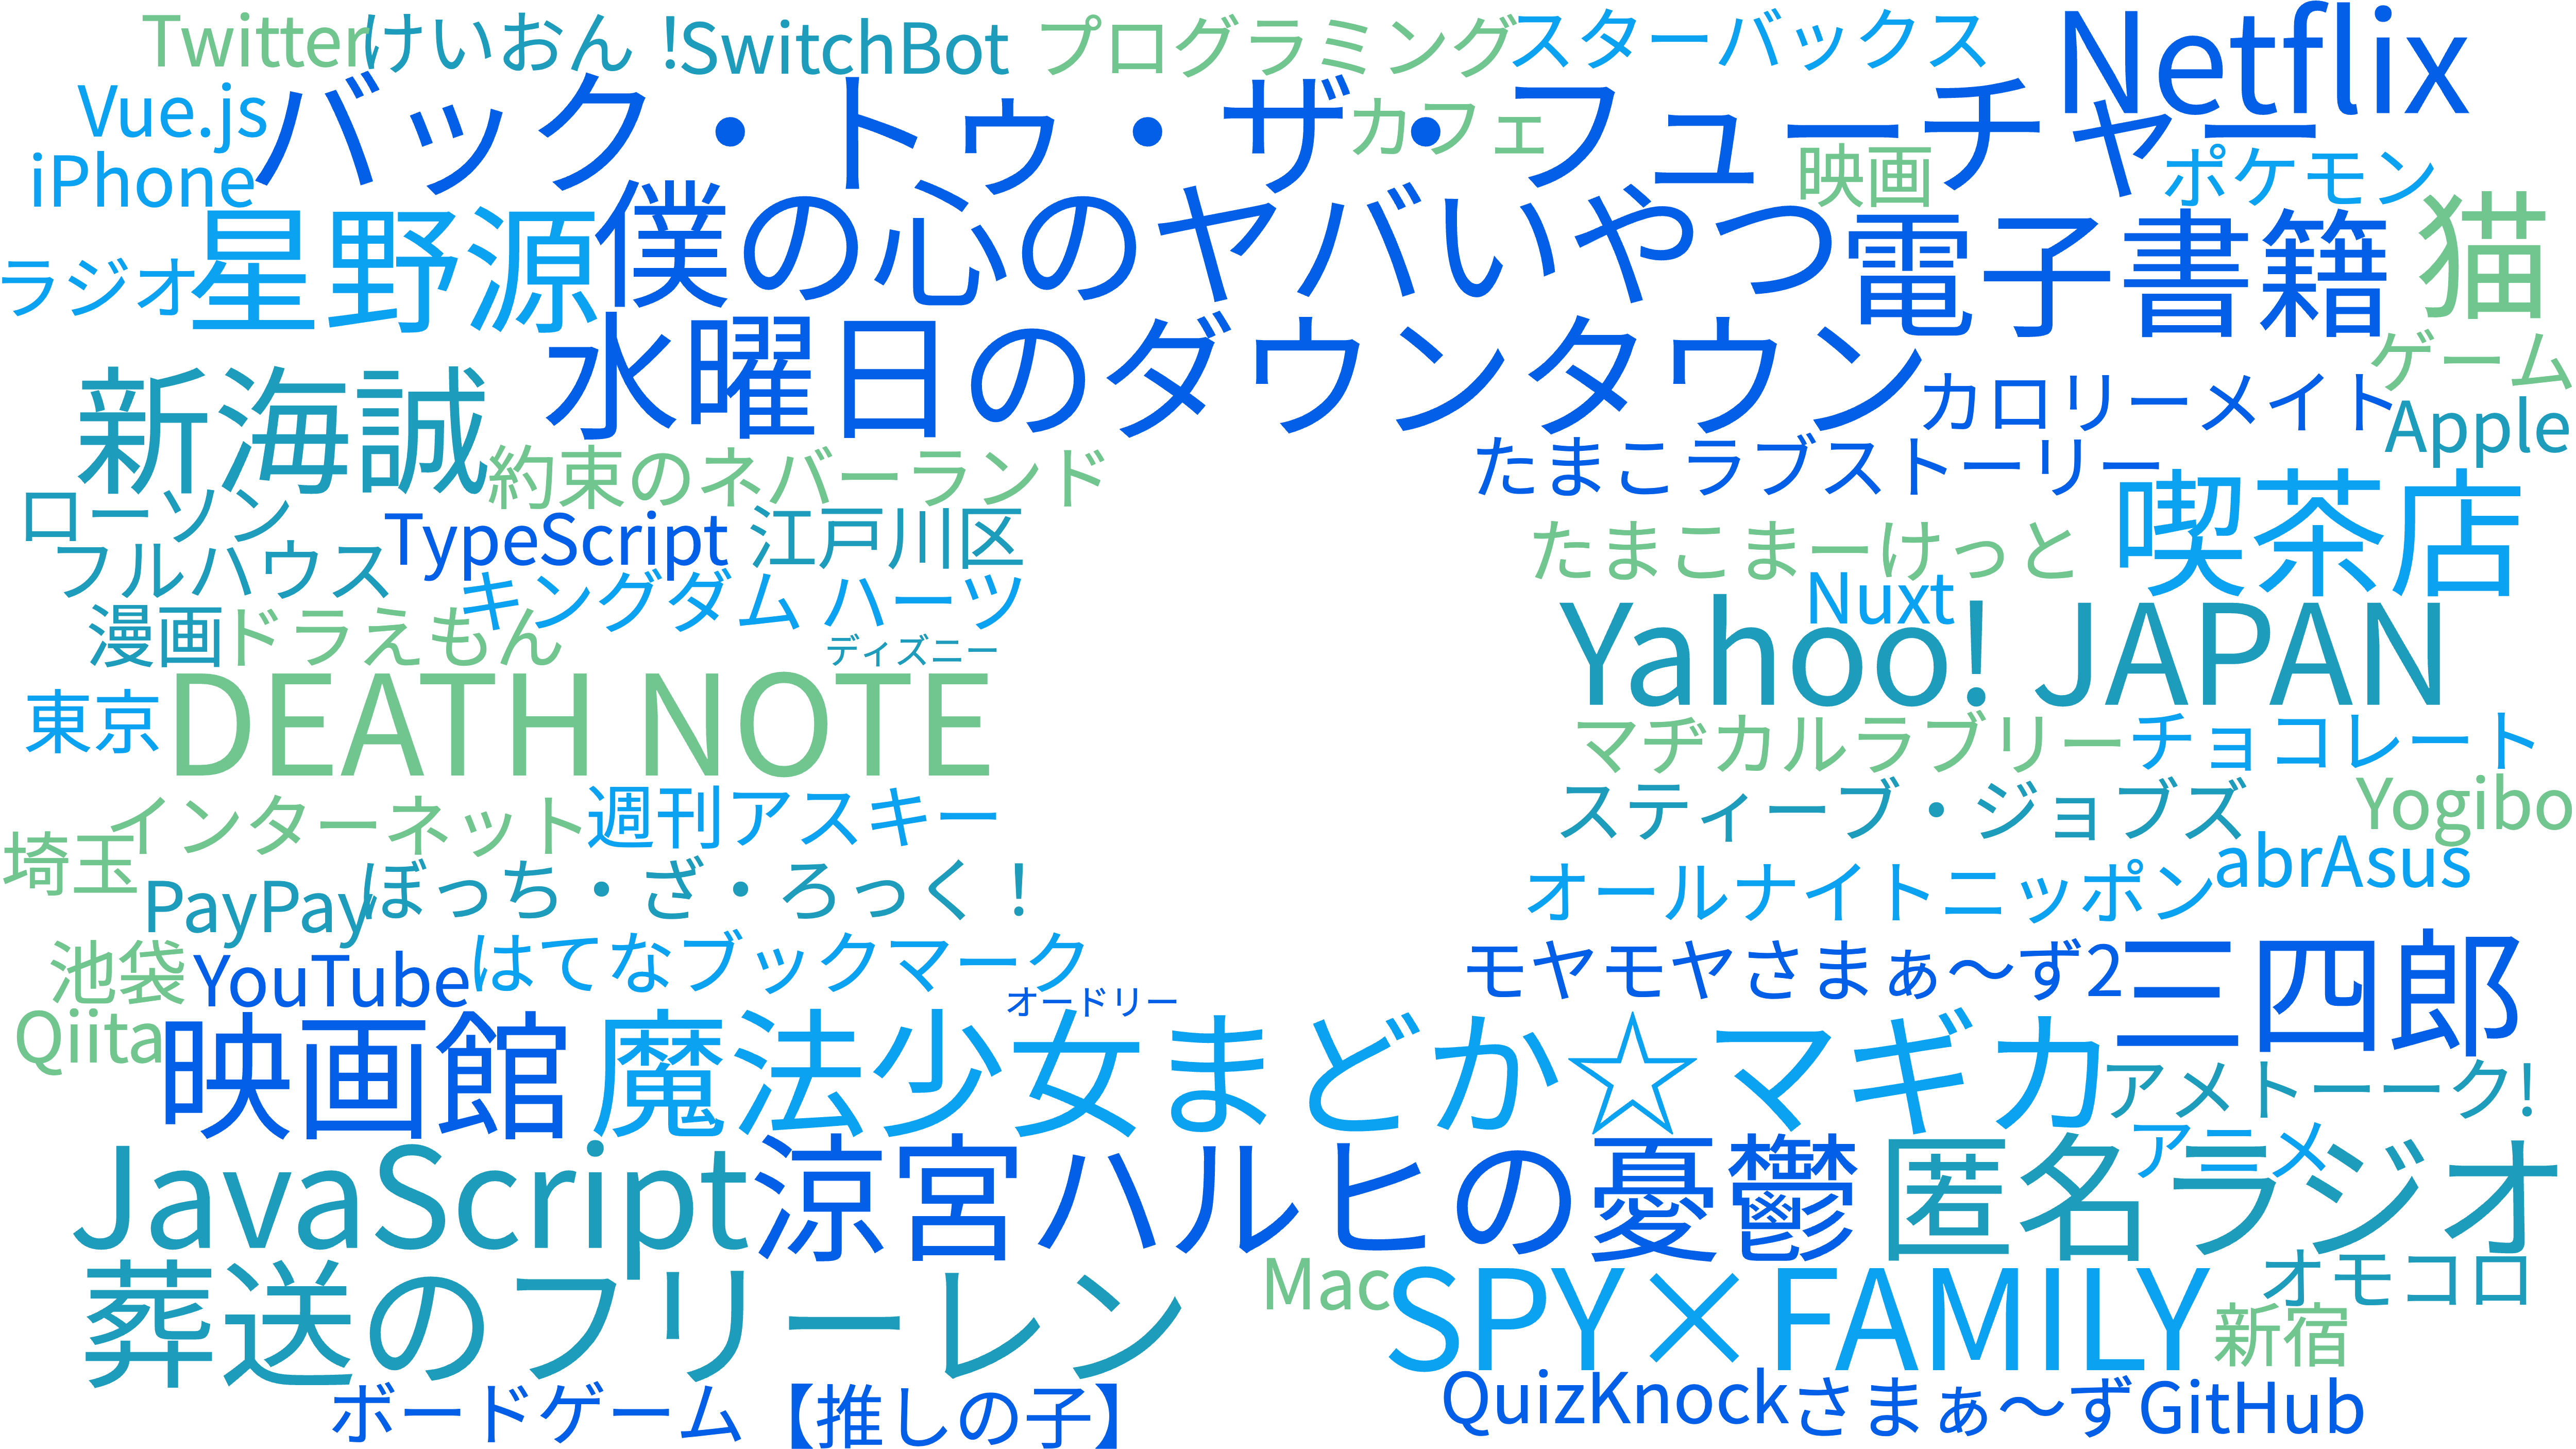 Twitter けいおん！ SwitchBot プログラミング スターバックス Netflix
Vue.js バック・トゥ・ザ・フューチャー カフェ
iPhone 映画 ポケモン
ラジオ 星野源 僕の心のヤバいやつ 電子書籍 猫
水曜日のダウンタウン ゲーム
新海誠 カロリーメイト Apple
約束のネバーランド たまこラブストーリー
ローソン TypeScript 江戸川区 たまこまーけっと 喫茶店
フルハウス キングダム ハーツ Nuxt
漫画 ドラえもん ディズニー Yahoo! JAPAN
東京 DEATH NOTE マヂカルラブリー チョコレート
インターネット 週刊アスキー スティーブ・ジョブズ Yogibo
埼玉 PayPay ぼっち・ざ・ろっく！ オールナイトニッポン abrAsus
池袋 YouTube はてなブックマーク モヤモヤさまぁ〜ず2 三四郎
Qiita オードリー
映画館 魔法少女まどか☆マギカ アメトーーク!
アニメ
JavaScript 涼宮ハルヒの憂鬱 匿名ラジオ
葬送のフリーレン Mac SPY×FAMILY オモコロ
新宿
ボードゲーム 【推しの子】 QuizKnock さまぁ〜ず GitHub